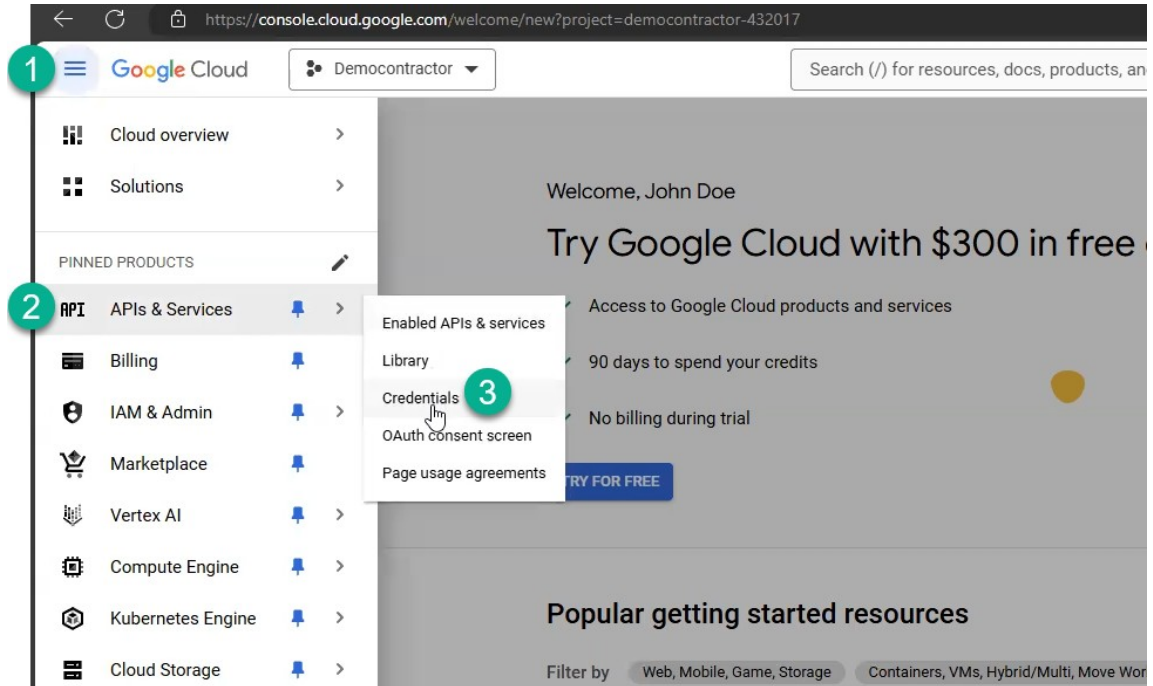 https://console.cloud.google.com/welcome/new?project=democontractor-432017
1
Google Cloud
Democontractor
Search (/) for resources, docs, products, an
Cloud overview
Solutions
Welcome, John Doe
Try Google Cloud with $300 in free
PINNED PRODUCTS
2
API APIs & Services
Enabled APIs & services
Library
Credentials 3
OAuth consent screen
Page usage agreements
Access to Google Cloud products and services
90 days to spend your credits
No billing during trial
TRY FOR FREE
Billing
IAM & Admin
Marketplace
Vertex AI
Compute Engine
Kubernetes Engine
Cloud Storage
Popular getting started resources
Filter by Web, Mobile, Game, Storage Containers, VMs, Hybrid/Multi, Move Wor